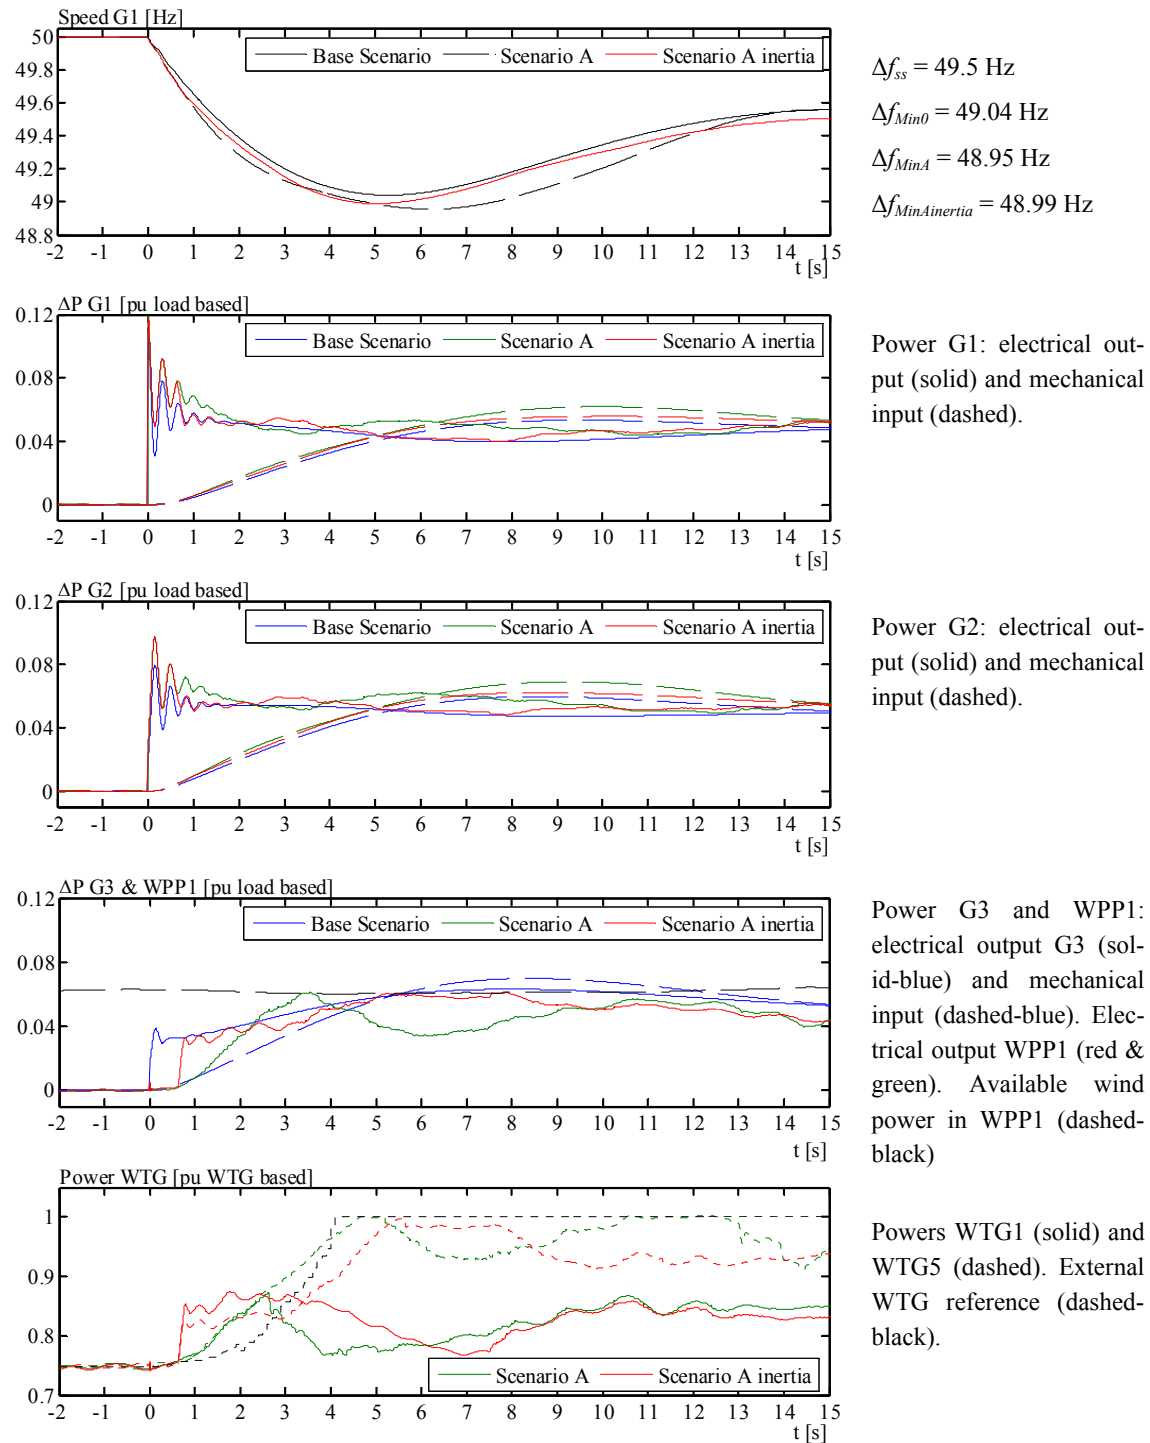 Speed G1 [Hz]
50
49.8
49.6
49.4
49.2
49
48.8
Base Scenario
Scenario A
Scenario A inertia
-2 -1 0 1 2 3 4 5 6 7 8 9 10 11 12 13 14 15
t [s]
Δfss = 49.5 Hz
ΔfMin0 = 49.04 Hz
ΔfMinA = 48.95 Hz
ΔfMinAinertia = 48.99 Hz
ΔP G1 [pu load based]
0.12
0.08
0.04
0
Base Scenario
Scenario A
Scenario A inertia
-2 -1 0 1 2 3 4 5 6 7 8 9 10 11 12 13 14 15
t [s]
Power G1: electrical out-
put (solid) and mechanical
input (dashed).
ΔP G2 [pu load based]
0.12
0.08
0.04
0
Base Scenario
Scenario A
Scenario A inertia
-2 -1 0 1 2 3 4 5 6 7 8 9 10 11 12 13 14 15
t [s]
Power G2: electrical out-
put (solid) and mechanical
input (dashed).
ΔP G3 & WPP1 [pu load based]
0.12
0.08
0.04
0
Base Scenario
Scenario A
Scenario A inertia
-2 -1 0 1 2 3 4 5 6 7 8 9 10 11 12 13 14 15
t [s]
Power G3 and WPP1:
electrical output G3 (sol-
id-blue) and mechanical
input (dashed-blue). Elec-
trical output WPP1 (red &
green). Available wind
power in WPP1 (dashed-
black)
Power WTG [pu WTG based]
1
0.9
0.8
0.7
Scenario A
Scenario A inertia
-2 -1 0 1 2 3 4 5 6 7 8 9 10 11 12 13 14 15
t [s]
Powers WTG1 (solid) and
WTG5 (dashed). External
WTG reference (dashed-
black).